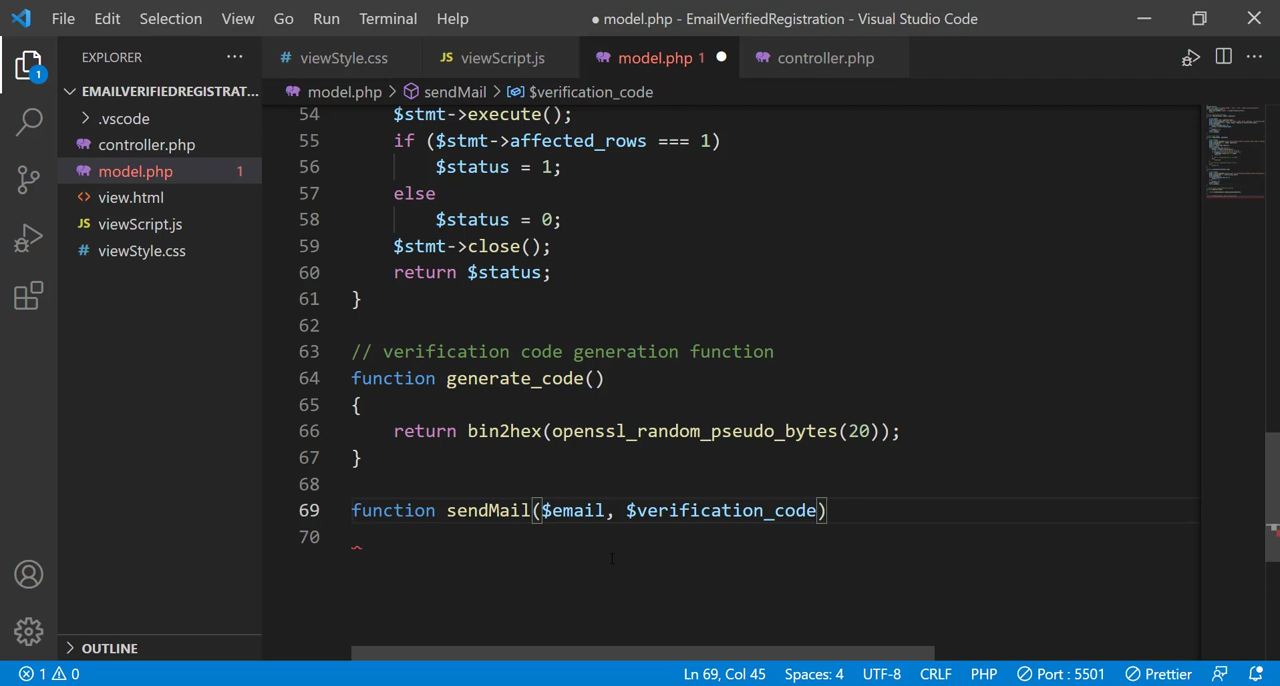 File Edit Selection View Go Run Terminal Help
● model.php - EmailVerifiedRegistration - Visual Studio Code
EXPLORER
# viewStyle.css
JS viewScript.js
model.php 1
controller.php
EMAILVERIFIEDREGISTRAT...
model.php > sendMail > $verification_code
.vscode
controller.php
model.php 1
view.html
JS viewScript.js
# viewStyle.css
1
54 $stmt->execute();
55 if ($stmt->affected_rows === 1)
56 $status = 1;
57 else
58 $status = 0;
59 $stmt->close();
60 return $status;
61 }
62
63 // verification code generation function
64 function generate_code()
65 {
66 return bin2hex(openssl_random_pseudo_bytes(20));
67 }
68
69 function sendMail($email, $verification_code)
70
OUTLINE
1 0
Ln 69, Col 45 Spaces: 4 UTF-8 CRLF PHP Port : 5501 Prettier